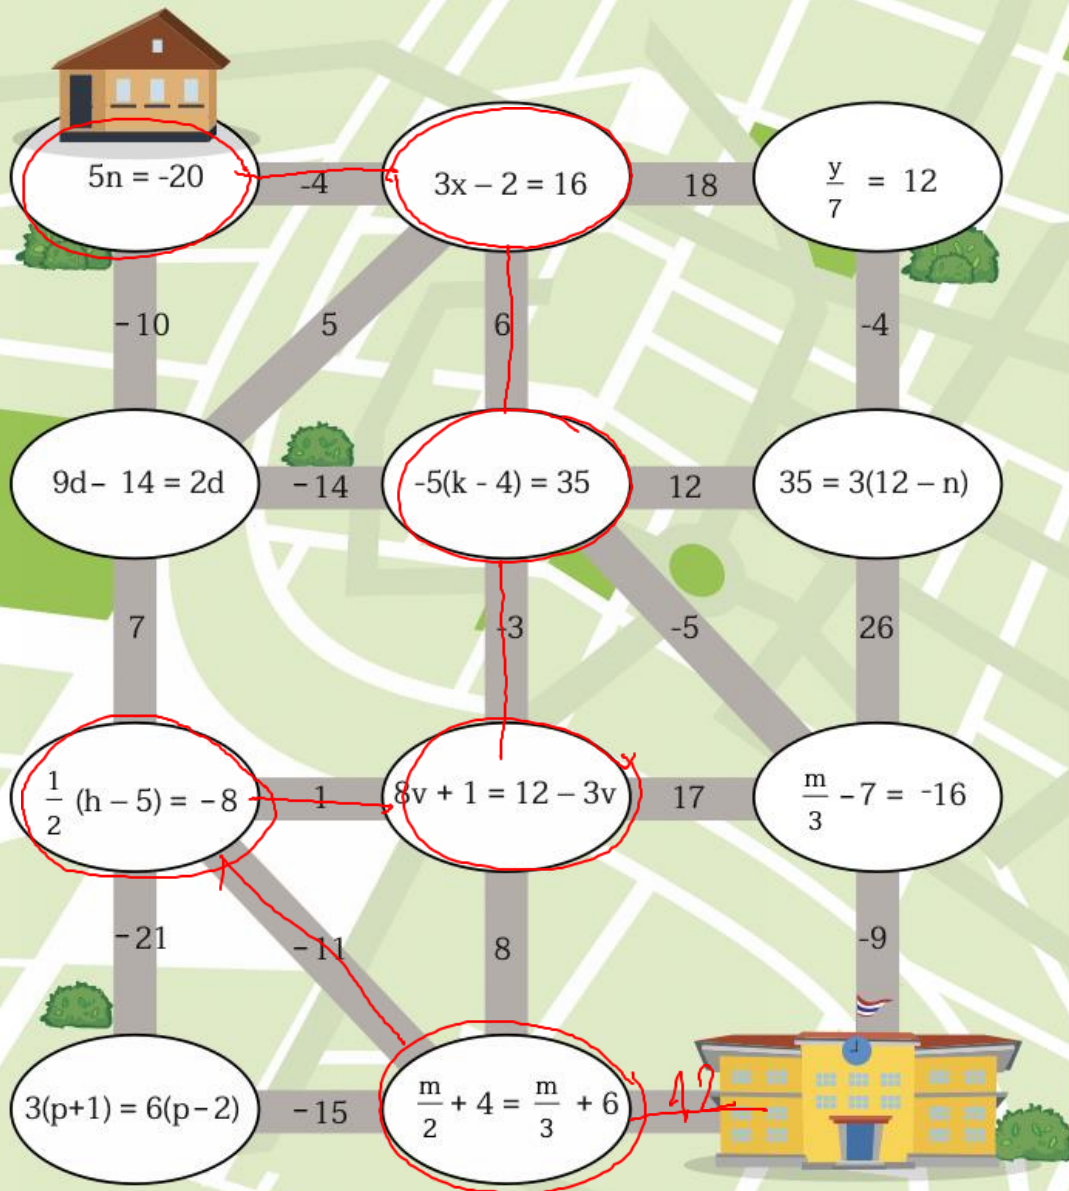 5n = -20
-4
3x – 2 = 16
18
y/7 = 12
-10
5
6
-4
9d- 14 = 2d
-14
-5(k - 4) = 35
12
35 = 3(12 – n)
7
-3
-5
26
1/2 (h – 5) = -8
1
8v + 1 = 12 – 3v
17
m/3 - 7 = -16
-21
-11
8
-9
3(p+1) = 6(p-2)
-15
m/2 + 4 = m/3 + 6